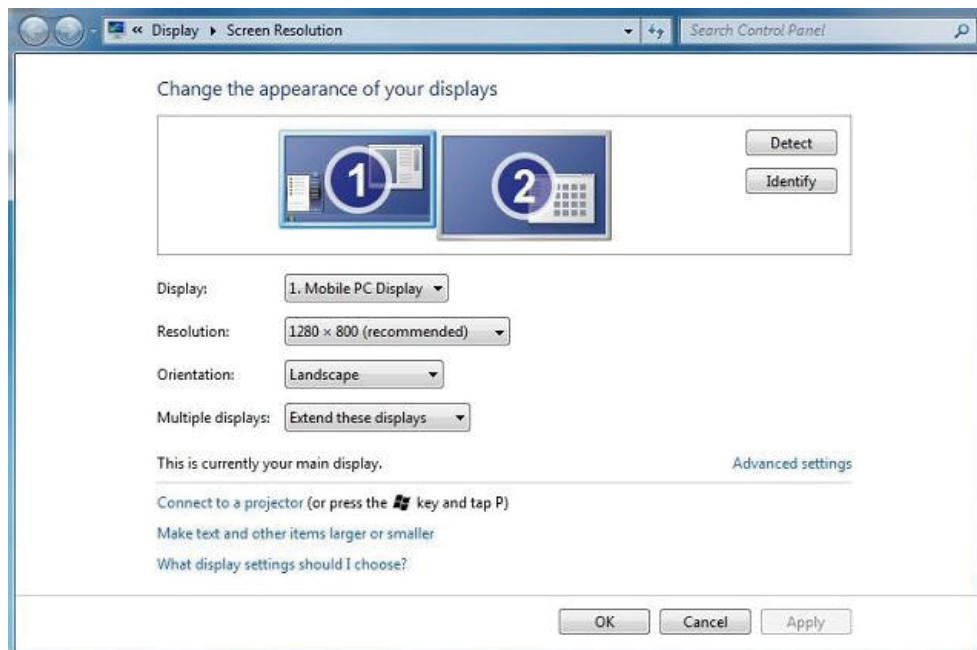 « Display ▸ Screen Resolution
Search Control Panel
Change the appearance of your displays
1
2
Detect
Identify
Display: 1. Mobile PC Display
Resolution: 1280 × 800 (recommended)
Orientation: Landscape
Multiple displays: Extend these displays
This is currently your main display.
Advanced settings
Connect to a projector (or press the key and tap P)
Make text and other items larger or smaller
What display settings should I choose?
OK
Cancel
Apply